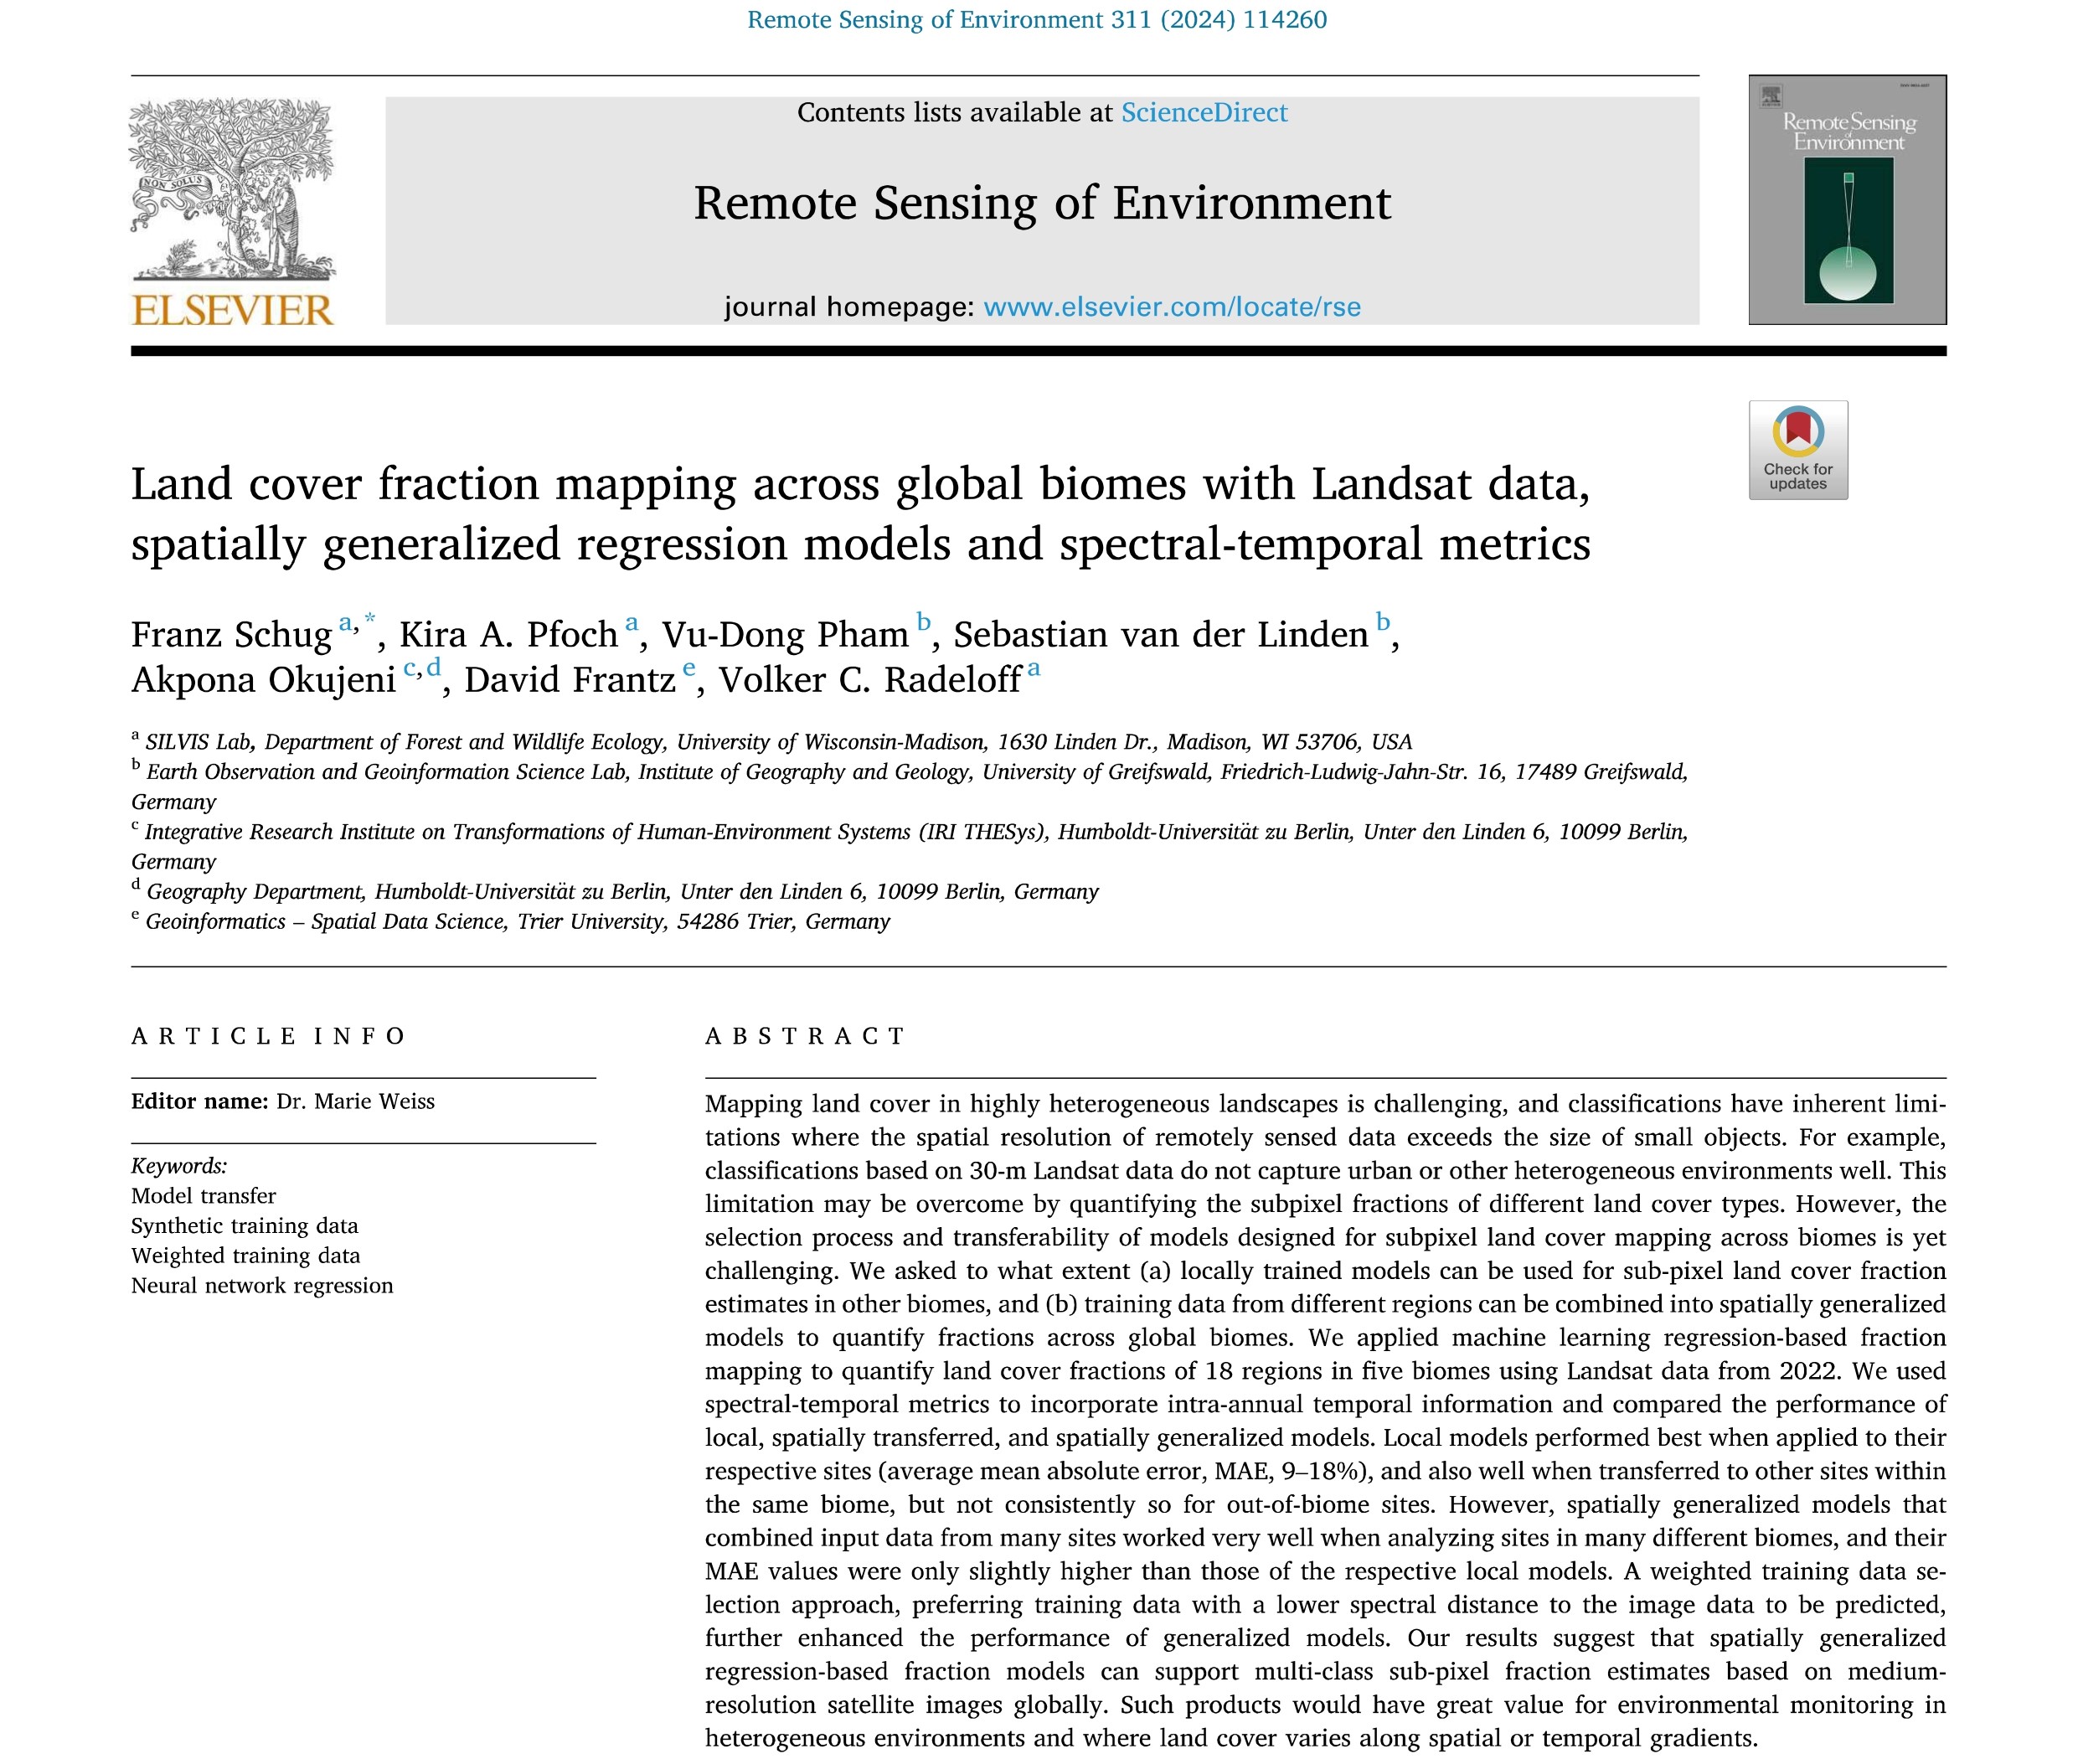 Remote Sensing of Environment 311 (2024) 114260
Contents lists available at ScienceDirect
Remote Sensing of Environment
journal homepage: www.elsevier.com/locate/rse
NON SOLUS
ELSEVIER
Remote Sensing
of
Environment
Check for
updates
Land cover fraction mapping across global biomes with Landsat data,
spatially generalized regression models and spectral-temporal metrics
Franz Schug a,*, Kira A. Pfoch a, Vu-Dong Pham b, Sebastian van der Linden b,
Akpona Okujeni c,d, David Frantz e, Volker C. Radeloff a
a SILVIS Lab, Department of Forest and Wildlife Ecology, University of Wisconsin-Madison, 1630 Linden Dr., Madison, WI 53706, USA
b Earth Observation and Geoinformation Science Lab, Institute of Geography and Geology, University of Greifswald, Friedrich-Ludwig-Jahn-Str. 16, 17489 Greifswald,
Germany
c Integrative Research Institute on Transformations of Human-Environment Systems (IRI THESys), Humboldt-Universität zu Berlin, Unter den Linden 6, 10099 Berlin,
Germany
d Geography Department, Humboldt-Universität zu Berlin, Unter den Linden 6, 10099 Berlin, Germany
e Geoinformatics – Spatial Data Science, Trier University, 54286 Trier, Germany
ARTICLE INFO
Editor name: Dr. Marie Weiss
Keywords:
Model transfer
Synthetic training data
Weighted training data
Neural network regression
ABSTRACT
Mapping land cover in highly heterogeneous landscapes is challenging, and classifications have inherent limi-
tations where the spatial resolution of remotely sensed data exceeds the size of small objects. For example,
classifications based on 30-m Landsat data do not capture urban or other heterogeneous environments well. This
limitation may be overcome by quantifying the subpixel fractions of different land cover types. However, the
selection process and transferability of models designed for subpixel land cover mapping across biomes is yet
challenging. We asked to what extent (a) locally trained models can be used for sub-pixel land cover fraction
estimates in other biomes, and (b) training data from different regions can be combined into spatially generalized
models to quantify fractions across global biomes. We applied machine learning regression-based fraction
mapping to quantify land cover fractions of 18 regions in five biomes using Landsat data from 2022. We used
spectral-temporal metrics to incorporate intra-annual temporal information and compared the performance of
local, spatially transferred, and spatially generalized models. Local models performed best when applied to their
respective sites (average mean absolute error, MAE, 9–18%), and also well when transferred to other sites within
the same biome, but not consistently so for out-of-biome sites. However, spatially generalized models that
combined input data from many sites worked very well when analyzing sites in many different biomes, and their
MAE values were only slightly higher than those of the respective local models. A weighted training data se-
lection approach, preferring training data with a lower spectral distance to the image data to be predicted,
further enhanced the performance of generalized models. Our results suggest that spatially generalized
regression-based fraction models can support multi-class sub-pixel fraction estimates based on medium-
resolution satellite images globally. Such products would have great value for environmental monitoring in
heterogeneous environments and where land cover varies along spatial or temporal gradients.